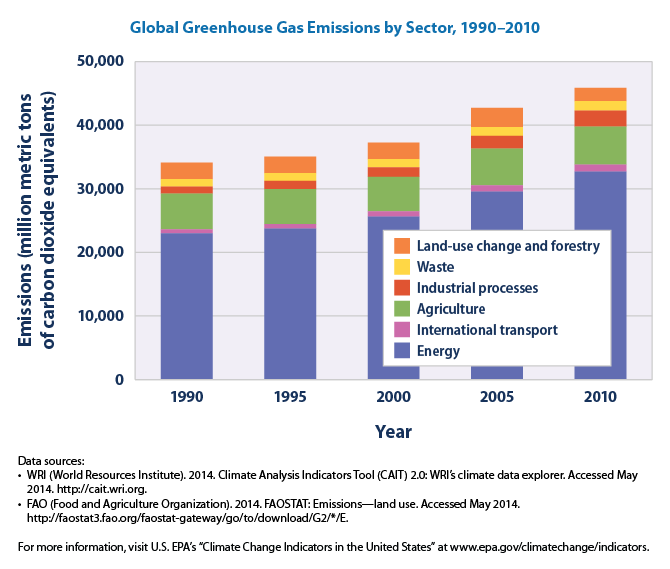 Global Greenhouse Gas Emissions by Sector, 1990–2010
Emissions (million metric tons
of carbon dioxide equivalents)
50,000
40,000
30,000
20,000
10,000
0
Land-use change and forestry
Waste
Industrial processes
Agriculture
International transport
Energy
1990
1995
2000
2005
2010
Year
Data sources:
• WRI (World Resources Institute). 2014. Climate Analysis Indicators Tool (CAIT) 2.0: WRI’s climate data explorer. Accessed May
2014. http://cait.wri.org.
• FAO (Food and Agriculture Organization). 2014. FAOSTAT: Emissions—land use. Accessed May 2014.
http://faostat3.fao.org/faostat-gateway/go/to/download/G2/*/E.
For more information, visit U.S. EPA’s “Climate Change Indicators in the United States” at www.epa.gov/climatechange/indicators.